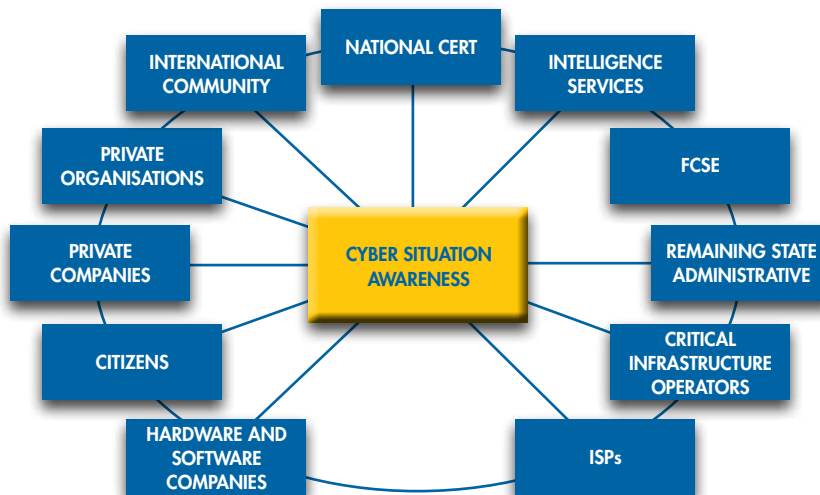 NATIONAL CERT
INTERNATIONAL
COMMUNITY
INTELLIGENCE
SERVICES
PRIVATE
ORGANISATIONS
FCSE
PRIVATE
COMPANIES
CYBER SITUATION
AWARENESS
REMAINING STATE
ADMINISTRATIVE
CITIZENS
CRITICAL
INFRASTRUCTURE
OPERATORS
HARDWARE AND
SOFTWARE
COMPANIES
ISPs